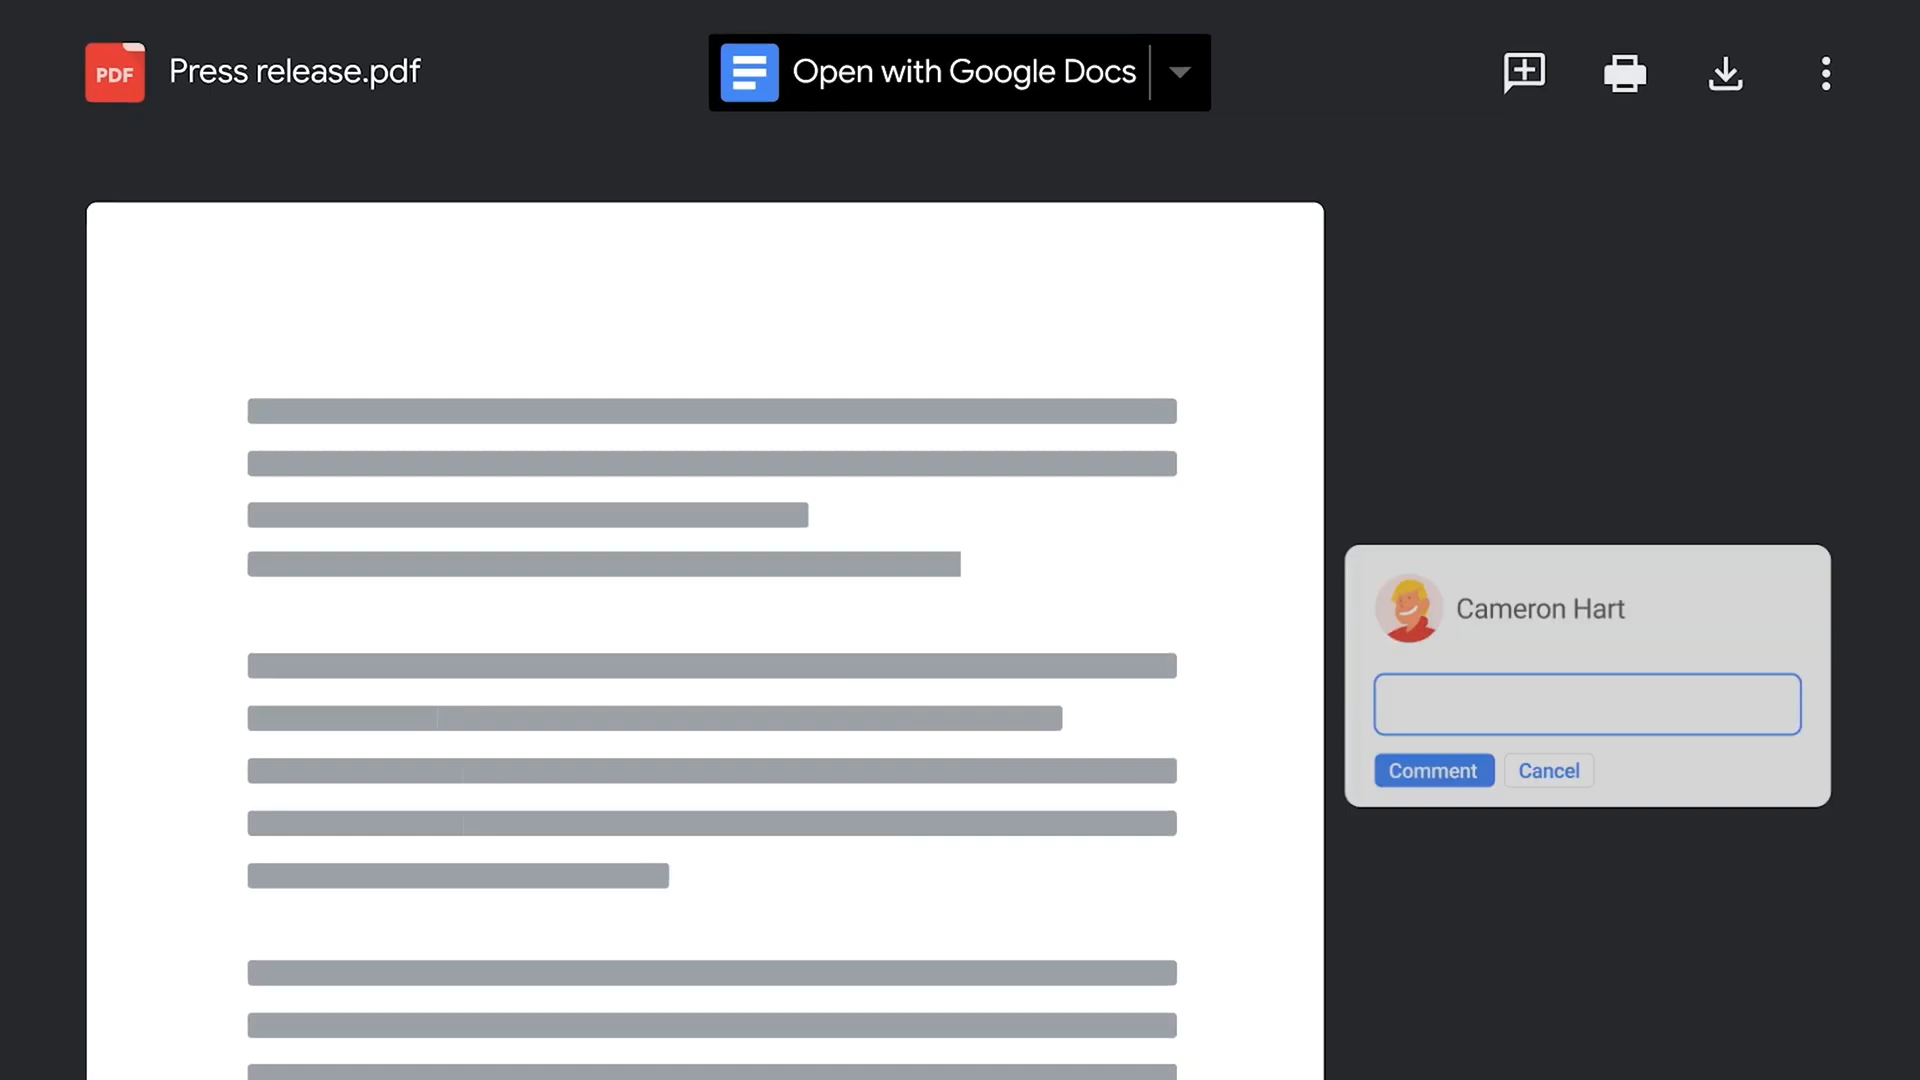 PDF
Press release.pdf
Open with Google Docs
Cameron Hart
Comment
Cancel